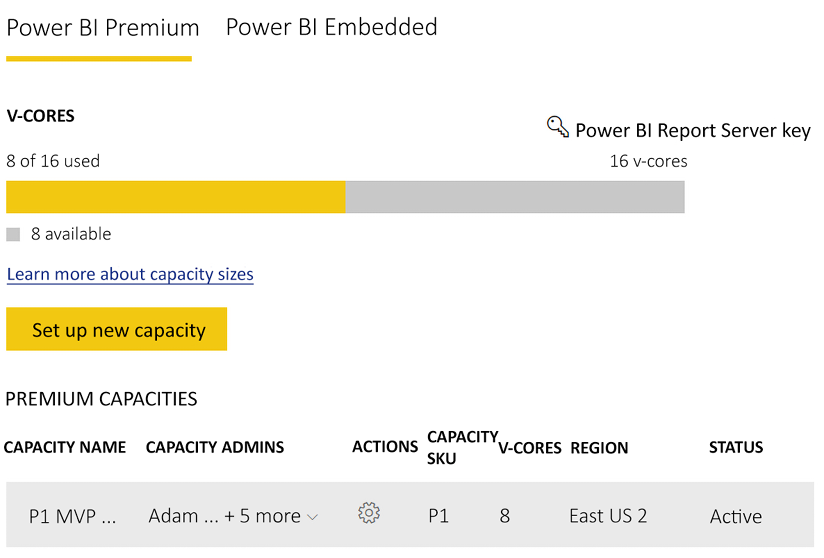 Power BI Premium Power BI Embedded
V-CORES
Power BI Report Server key
8 of 16 used 16 v-cores
8 available
Learn more about capacity sizes
Set up new capacity
PREMIUM CAPACITIES
CAPACITY NAME CAPACITY ADMINS ACTIONS CAPACITY SKU V-CORES REGION STATUS
P1 MVP ... Adam ... + 5 more P1 8 East US 2 Active